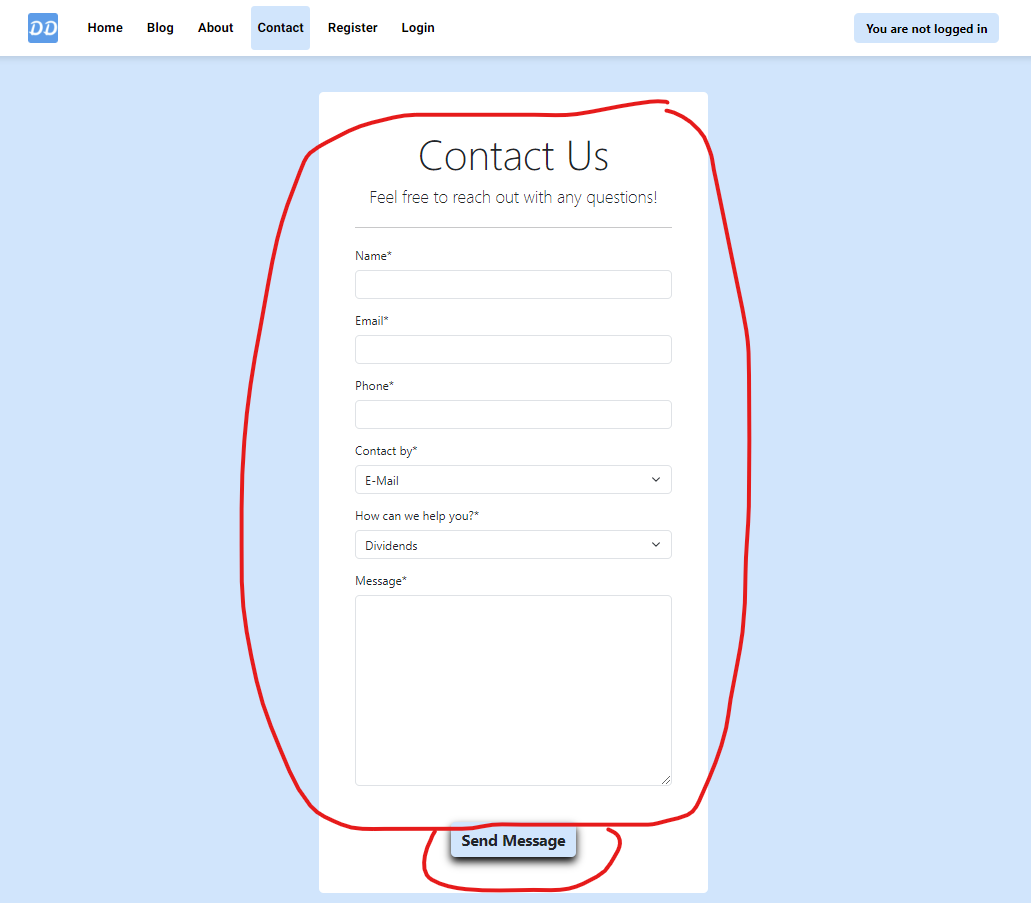 DD Home Blog About Contact Register Login You are not logged in
Contact Us
Feel free to reach out with any questions!
Name*
Email*
Phone*
Contact by*
E-Mail
How can we help you?*
Dividends
Message*
Send Message